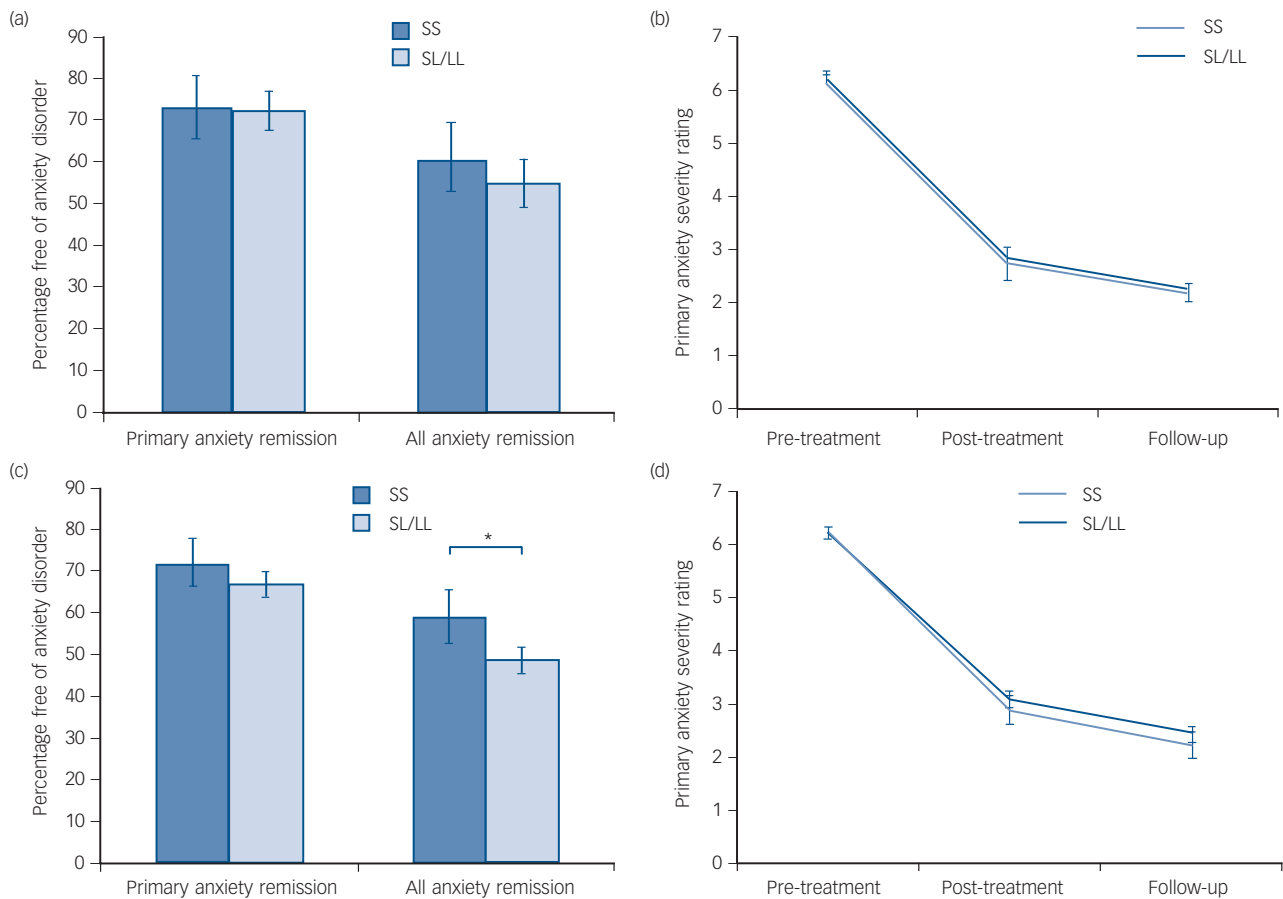 (a)
90
80
70
60
50
40
30
20
10
0
Percentage free of anxiety disorder
SS
SL/LL
Primary anxiety remission
All anxiety remission
(b)
7
6
5
4
3
2
1
0
Primary anxiety severity rating
SS
SL/LL
Pre-treatment
Post-treatment
Follow-up
(c)
90
80
70
60
50
40
30
20
10
0
Percentage free of anxiety disorder
SS
SL/LL
*
Primary anxiety remission
All anxiety remission
(d)
7
6
5
4
3
2
1
0
Primary anxiety severity rating
SS
SL/LL
Pre-treatment
Post-treatment
Follow-up